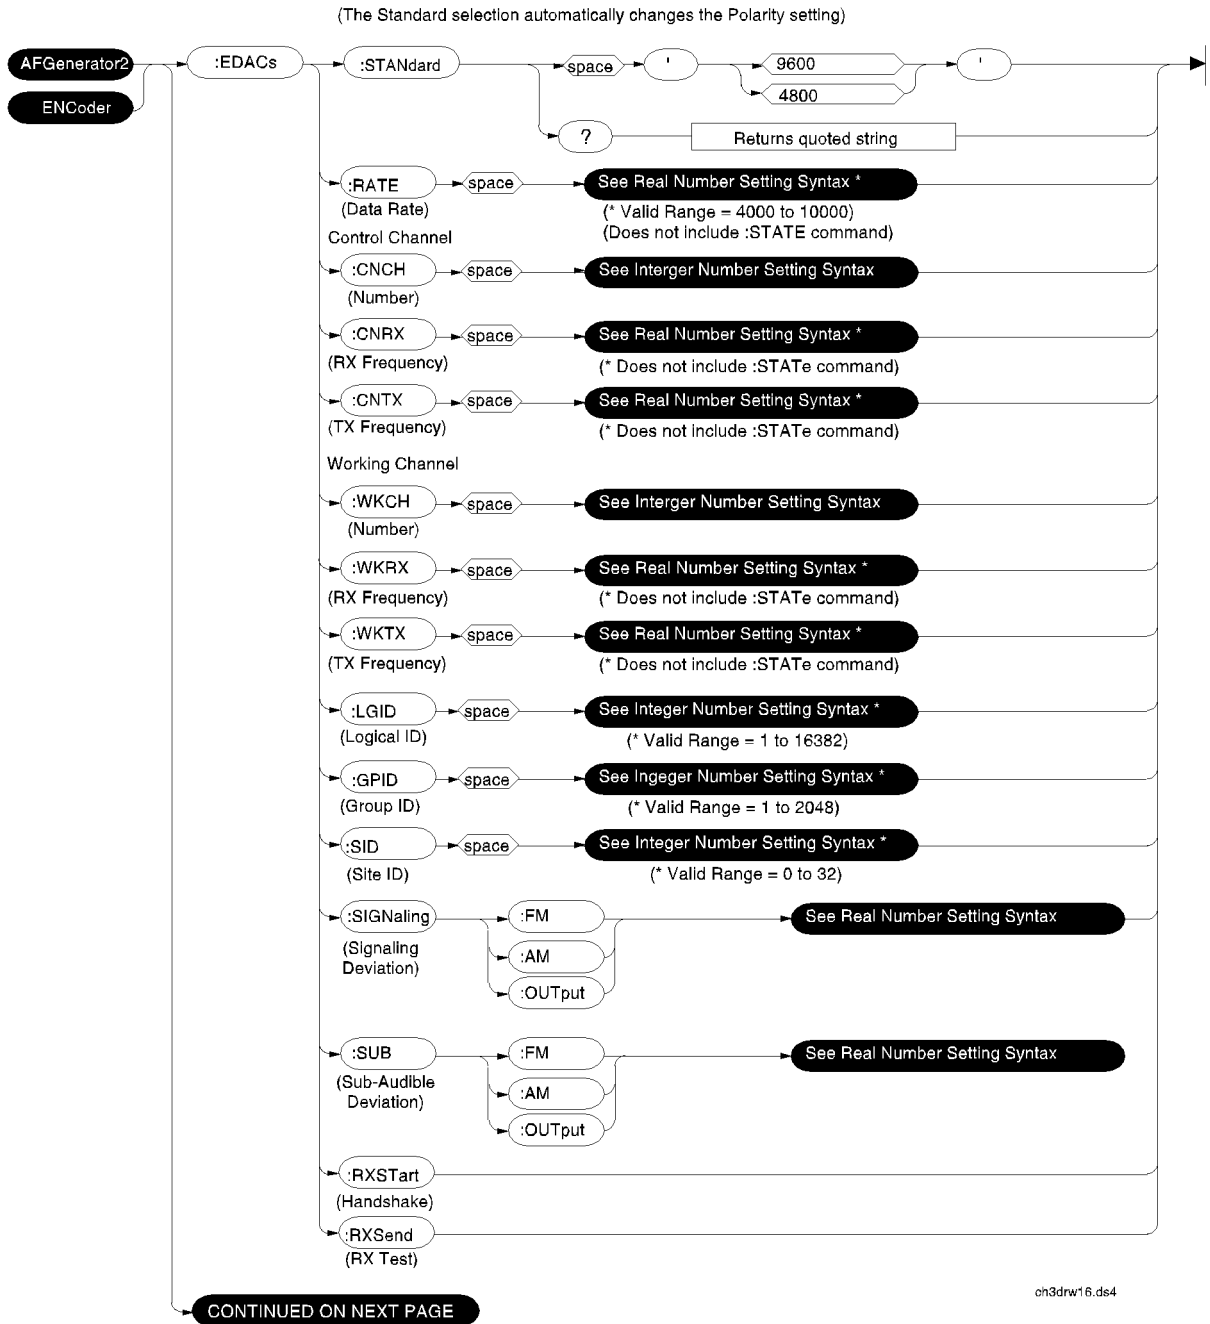 (The Standard selection automatically changes the Polarity setting)
AFGenerator2 :EDACs :STANdard space ' 9600 '
ENCoder 4800
? Returns quoted string
:RATE space See Real Number Setting Syntax *
(Data Rate) (* Valid Range = 4000 to 10000)
(Does not include :STATE command)
Control Channel
:CNCH space See Interger Number Setting Syntax
(Number)
:CNRX space See Real Number Setting Syntax *
(RX Frequency) (* Does not include :STATe command)
:CNTX space See Real Number Setting Syntax *
(TX Frequency) (* Does not include :STATe command)
Working Channel
:WKCH space See Interger Number Setting Syntax
(Number)
:WKRX space See Real Number Setting Syntax *
(RX Frequency) (* Does not include :STATe command)
:WKTX space See Real Number Setting Syntax *
(TX Frequency) (* Does not include :STATe command)
:LGID space See Integer Number Setting Syntax *
(Logical ID) (* Valid Range = 1 to 16382)
:GPID space See Ingeger Number Setting Syntax *
(Group ID) (* Valid Range = 1 to 2048)
:SID space See Integer Number Setting Syntax *
(Site ID) (* Valid Range = 0 to 32)
:SIGNaling :FM See Real Number Setting Syntax
(Signaling
Deviation) :AM
:OUTput
:SUB :FM See Real Number Setting Syntax
(Sub-Audible
Deviation) :AM
:OUTput
:RXSTart
(Handshake)
:RXSend
(RX Test)
ch3drw16.ds4
CONTINUED ON NEXT PAGE